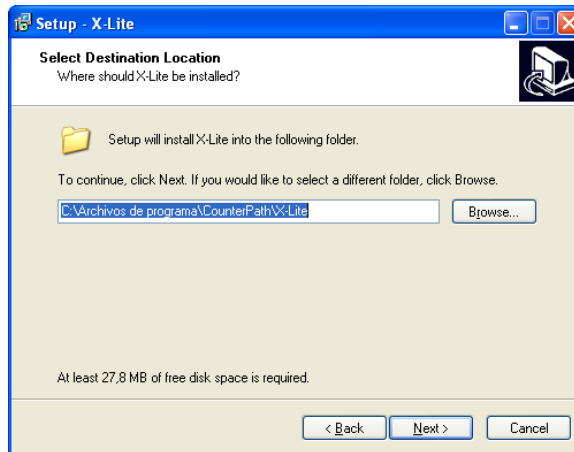 Setup - X-Lite
Select Destination Location
Where should X-Lite be installed?
Setup will install X-Lite into the following folder.
To continue, click Next. If you would like to select a different folder, click Browse.
C:\Archivos de programa\CounterPath\X-Lite
Browse...
At least 27,8 MB of free disk space is required.
< Back Next > Cancel